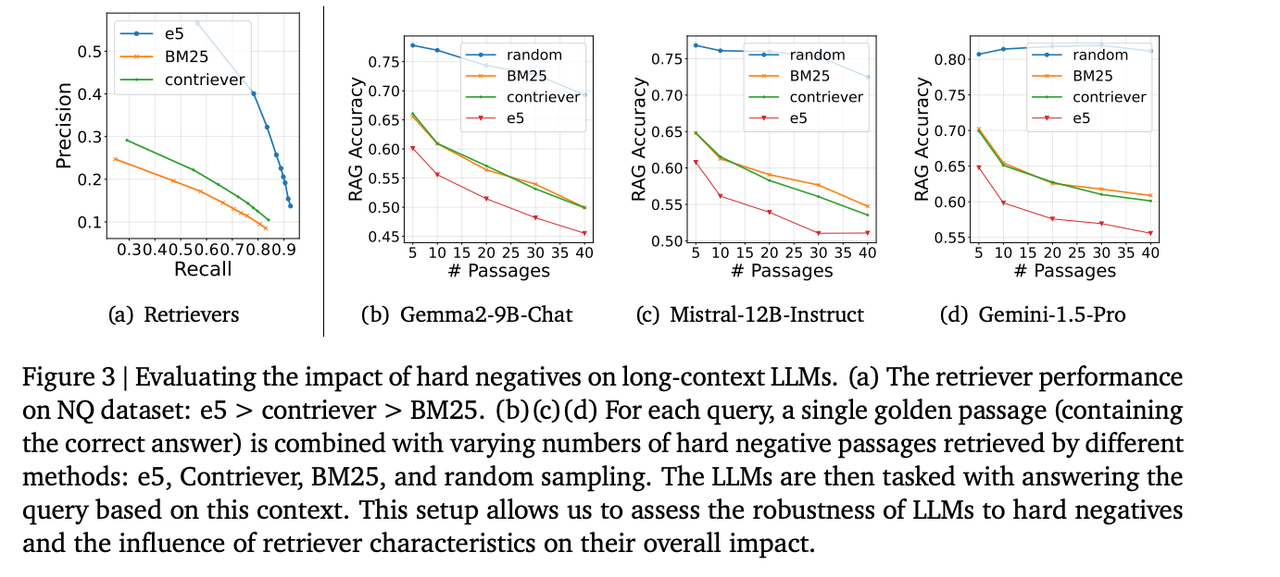 e5
BM25
contriever
Precision
0.5
0.4
0.3
0.2
0.1
0.3 0.4 0.5 0.6 0.7 0.8 0.9
Recall
(a) Retrievers
random
BM25
contriever
e5
RAG Accuracy
0.75
0.70
0.65
0.60
0.55
0.50
0.45
5 10 15 20 25 30 35 40
# Passages
(b) Gemma2-9B-Chat
random
BM25
contriever
e5
RAG Accuracy
0.75
0.70
0.65
0.60
0.55
0.50
5 10 15 20 25 30 35 40
# Passages
(c) Mistral-12B-Instruct
random
BM25
contriever
e5
RAG Accuracy
0.80
0.75
0.70
0.65
0.60
0.55
5 10 15 20 25 30 35 40
# Passages
(d) Gemini-1.5-Pro
Figure 3 | Evaluating the impact of hard negatives on long-context LLMs. (a) The retriever performance
on NQ dataset: e5 > contriever > BM25. (b)(c)(d) For each query, a single golden passage (containing
the correct answer) is combined with varying numbers of hard negative passages retrieved by different
methods: e5, Contriever, BM25, and random sampling. The LLMs are then tasked with answering the
query based on this context. This setup allows us to assess the robustness of LLMs to hard negatives
and the influence of retriever characteristics on their overall impact.